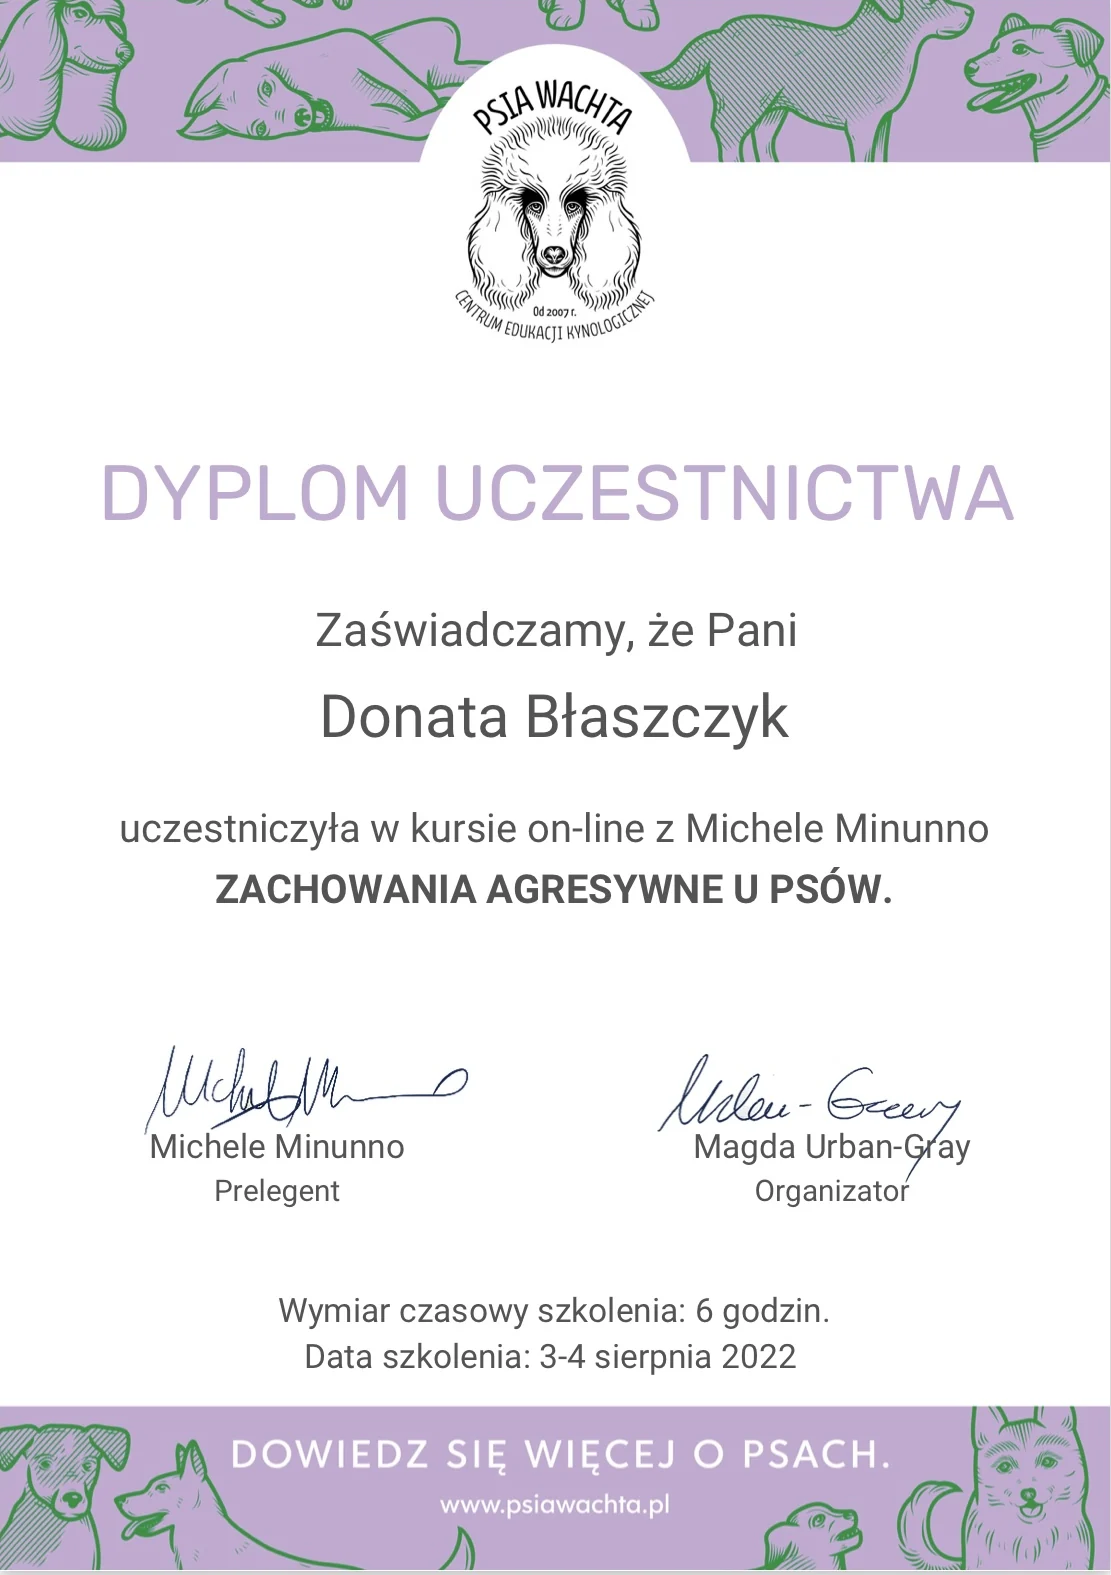 PSIA WACHTA
Od 2007 r.
CENTRUM EDUKACJI KYNOLOGICZNEJ
DYPLOM UCZESTNICTWA
Zaświadczamy, że Pani
Donata Błaszczyk
uczestniczyła w kursie on-line z Michele Minunno
ZACHOWANIA AGRESYWNE U PSÓW.
Michele Minunno
Prelegent
Urban-Gray
Magda Urban-Gray
Organizator
Wymiar czasowy szkolenia: 6 godzin.
Data szkolenia: 3-4 sierpnia 2022
DOWIEDZ SIĘ WIĘCEJ O PSACH.
www.psiawachta.pl